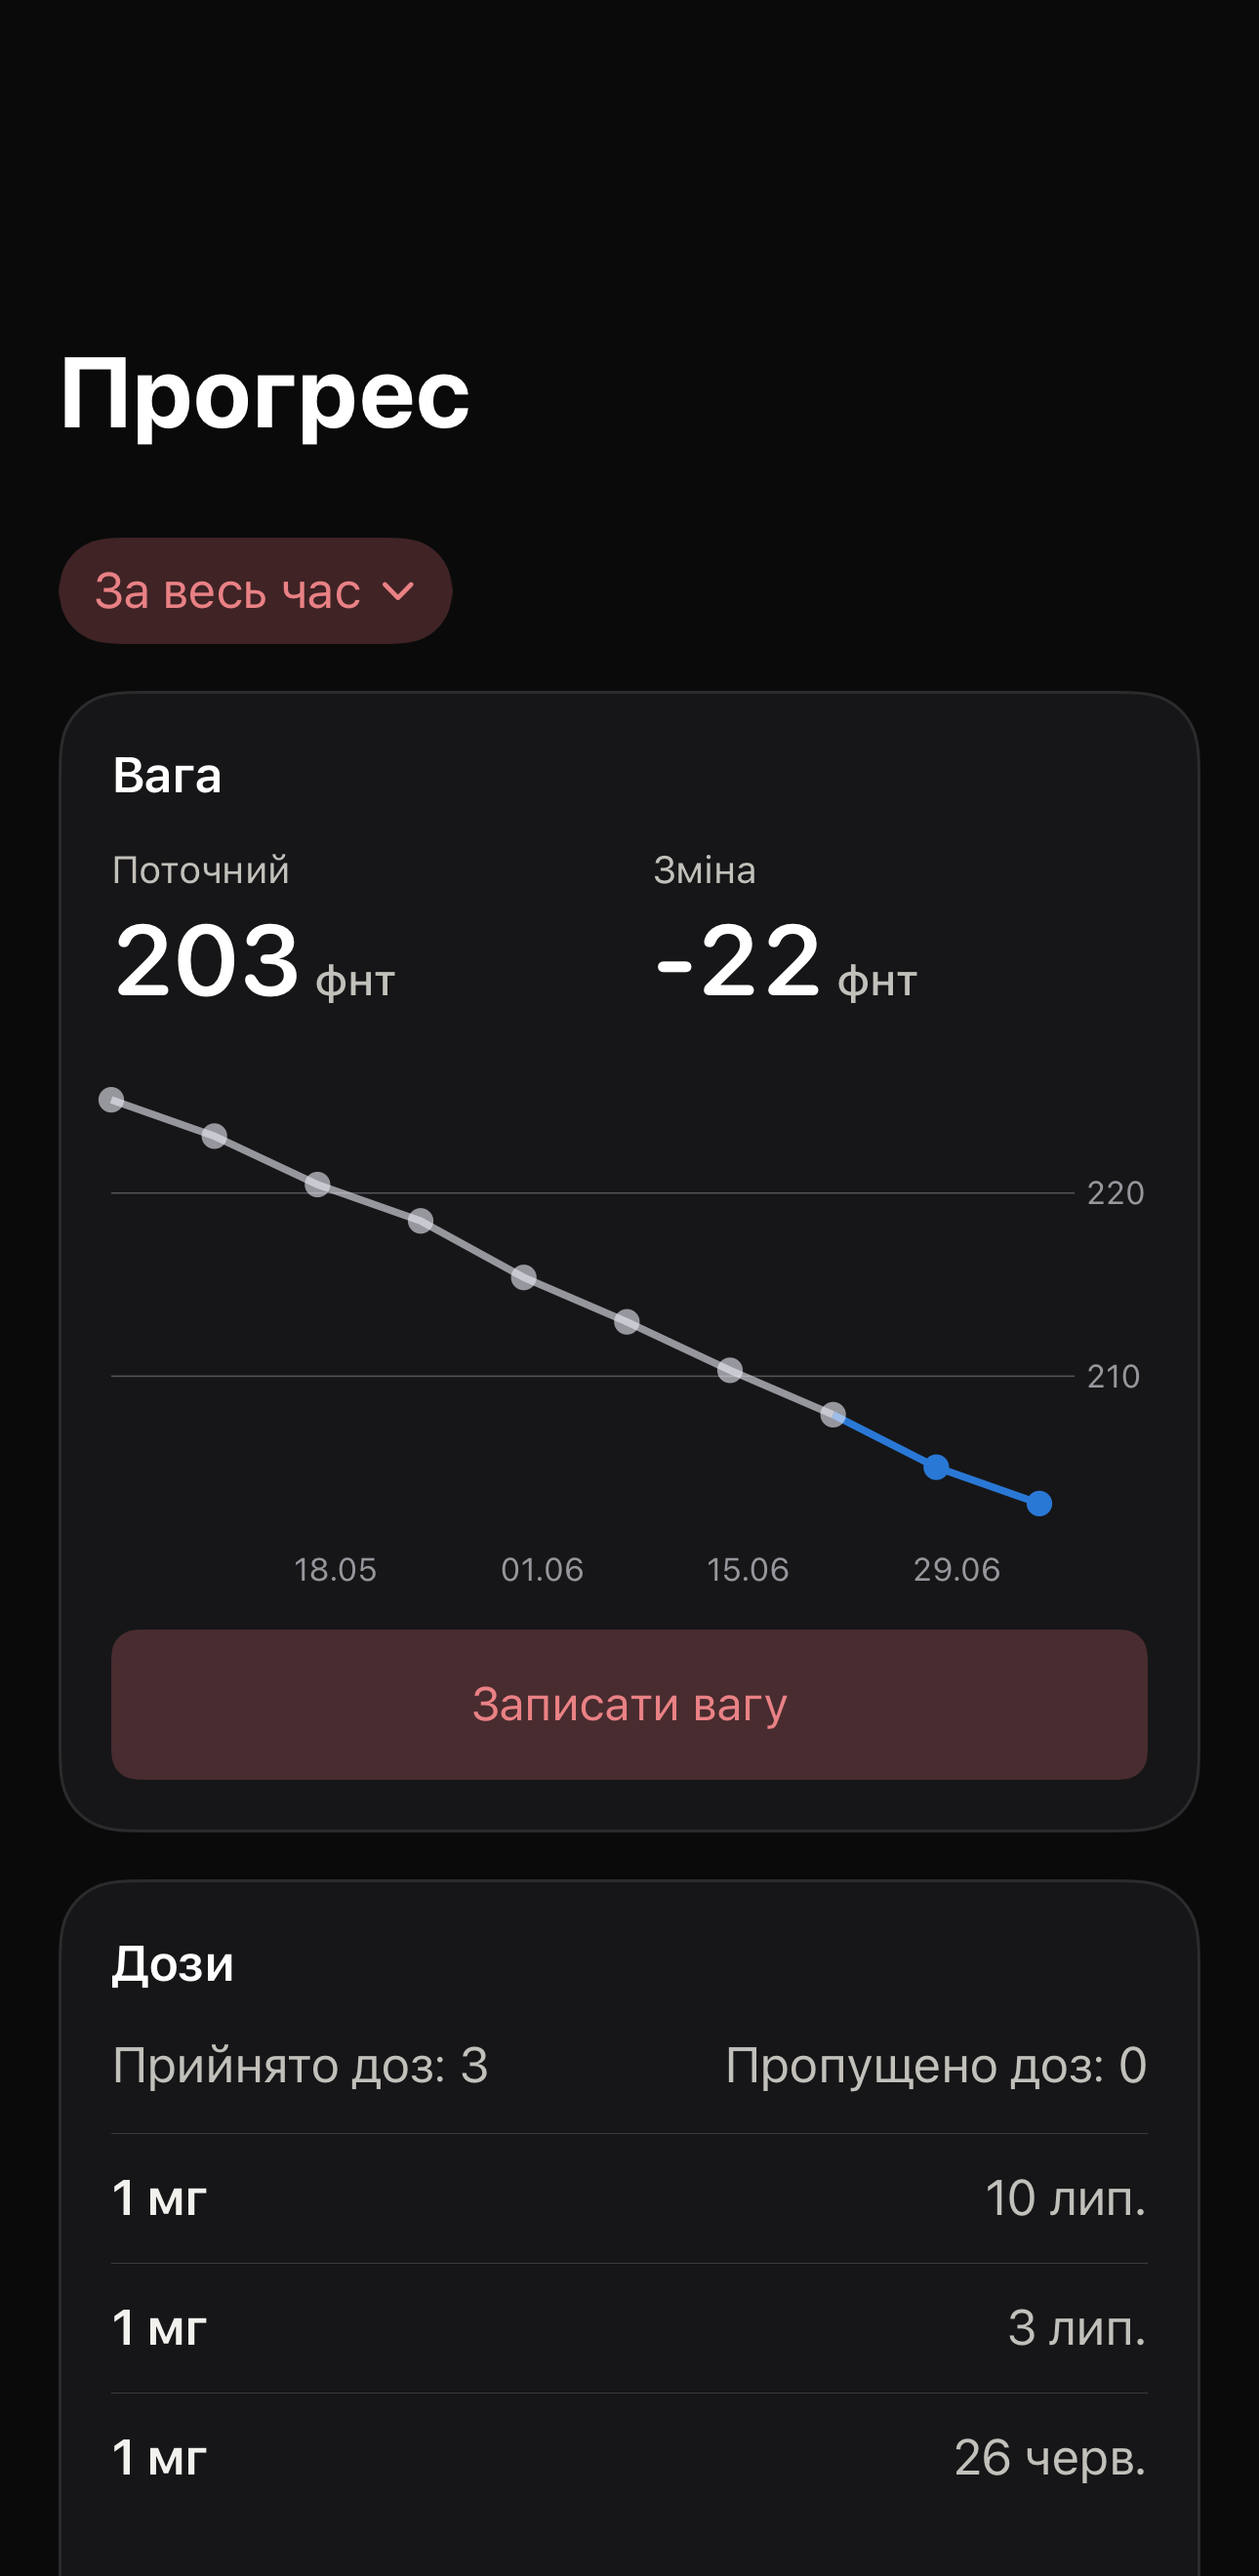 Прогрес
За весь час
Вага
Поточний
Зміна
203 фнт
-22 фнт
220
210
18.05
01.06
15.06
29.06
Записати вагу
Дози
Прийнято доз: 3
Пропущено доз: 0
1 мг
10 лип.
1 мг
3 лип.
1 мг
26 черв.